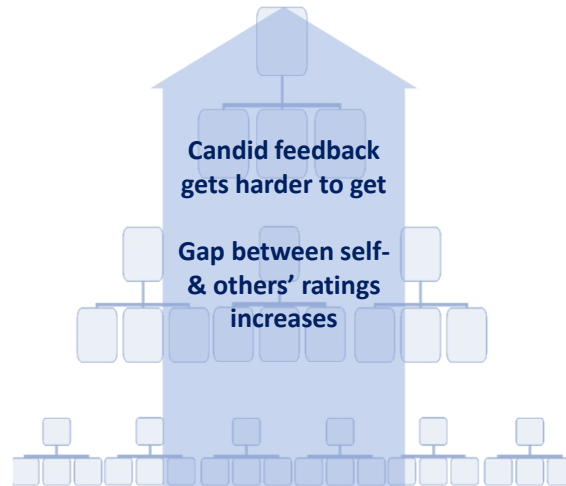 Candid feedback
gets harder to get
Gap between self-
& others’ ratings
increases